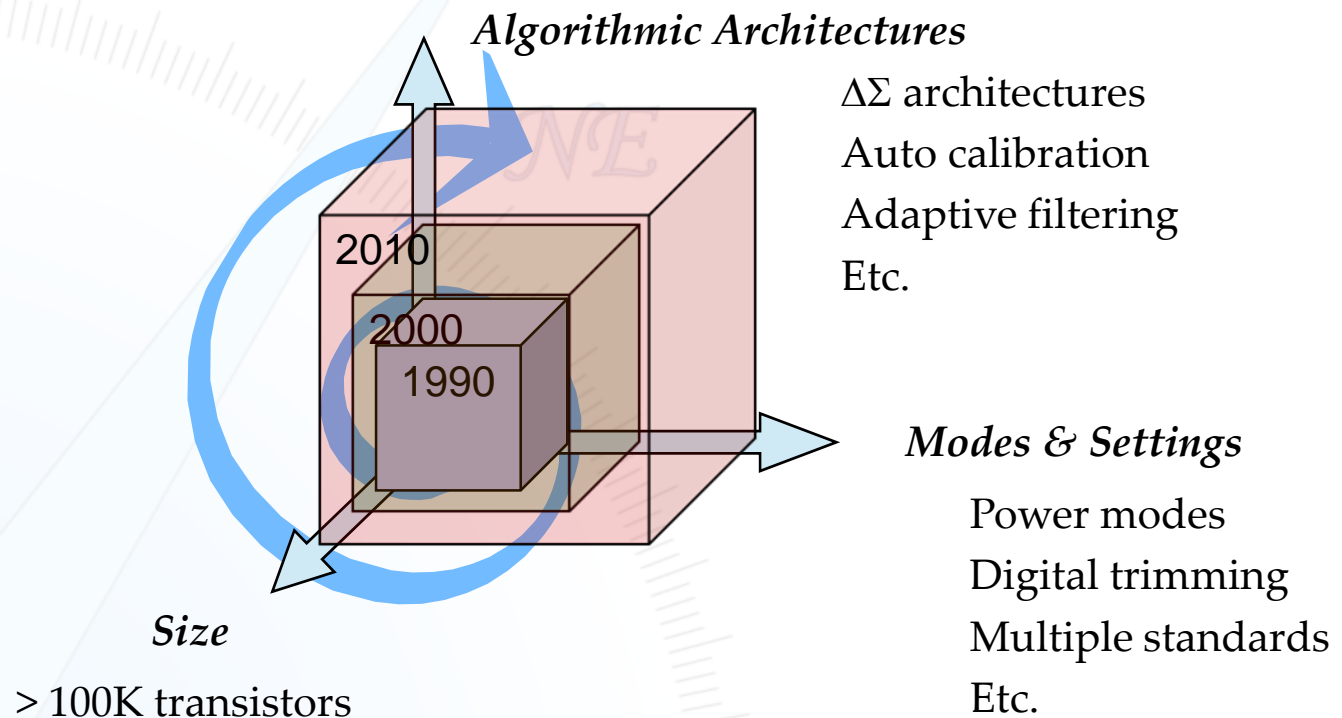 Algorithmic Architectures
ΔΣ architectures
Auto calibration
Adaptive filtering
Etc.
NE
2010
2000
1990
Modes & Settings
Power modes
Digital trimming
Multiple standards
Etc.
Size
> 100K transistors